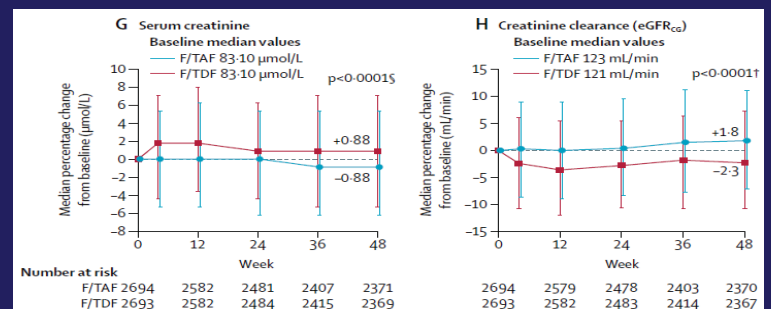 G Serum creatinine
Baseline median values
F/TAF 83·10 µmol/L
F/TDF 83·10 µmol/L
p<0·0001§
Median percentage change
from baseline (µmol/L)
10
8
6
4
2
0
−2
−4
−6
−8
+0·88
−0·88
0 12 24 36 48
Week
H Creatinine clearance (eGFRCG)
Baseline median values
F/TAF 123 mL/min
F/TDF 121 mL/min
p<0·0001†
Median percentage change
from baseline (mL/min)
15
10
5
0
−5
−10
−15
+1·8
−2·3
0 12 24 36 48
Week
Number at risk
F/TAF 2694 2582 2481 2407 2371 2694 2579 2478 2403 2370
F/TDF 2693 2582 2484 2415 2369 2693 2582 2483 2414 2367